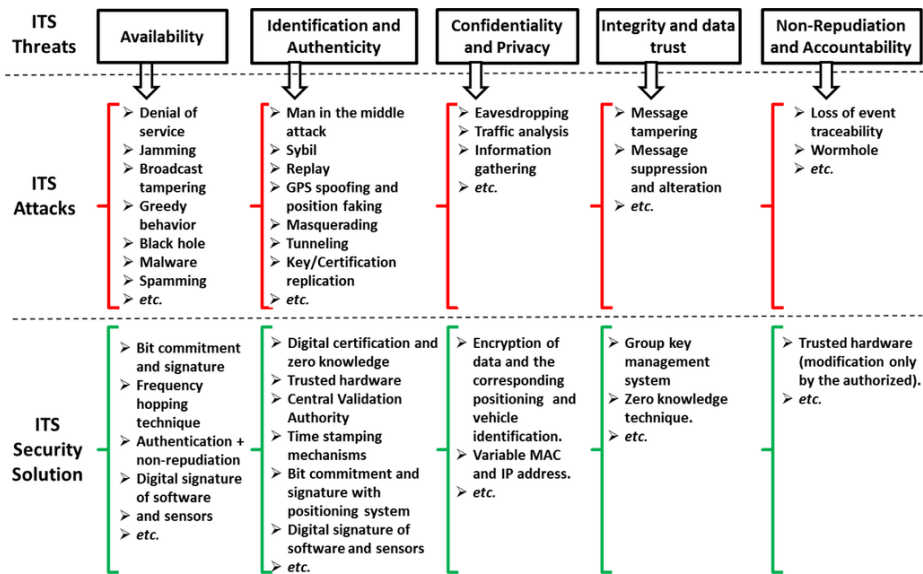 ITS
Threats
Availability
Identification and
Authenticity
Confidentiality
and Privacy
Integrity and data
trust
Non-Repudiation
and Accountability
ITS
Attacks
➢ Denial of
service
➢ Jamming
➢ Broadcast
tampering
➢ Greedy
behavior
➢ Black hole
➢ Malware
➢ Spamming
➢ etc.
➢ Man in the middle
attack
➢ Sybil
➢ Replay
➢ GPS spoofing and
position faking
➢ Masquerading
➢ Tunneling
➢ Key/Certification
replication
➢ etc.
➢ Eavesdropping
➢ Traffic analysis
➢ Information
gathering
➢ etc.
➢ Message
tampering
➢ Message
suppression
and alteration
➢ etc.
➢ Loss of event
traceability
➢ Wormhole
➢ etc.
ITS
Security
Solution
➢ Bit commitment
and signature
➢ Frequency
hopping
technique
➢ Authentication +
non-repudiation
➢ Digital signature
of software
➢ and sensors
➢ etc.
➢ Digital certification and
zero knowledge
➢ Trusted hardware
➢ Central Validation
Authority
➢ Time stamping
mechanisms
➢ Bit commitment and
signature with
positioning system
➢ Digital signature of
software and sensors
➢ etc.
➢ Encryption of
data and the
corresponding
positioning and
vehicle
identification.
➢ Variable MAC
and IP address.
➢ etc.
➢ Group key
management
system
➢ Zero knowledge
technique.
➢ etc.
➢ Trusted hardware
(modification only
by the authorized).
➢ etc.